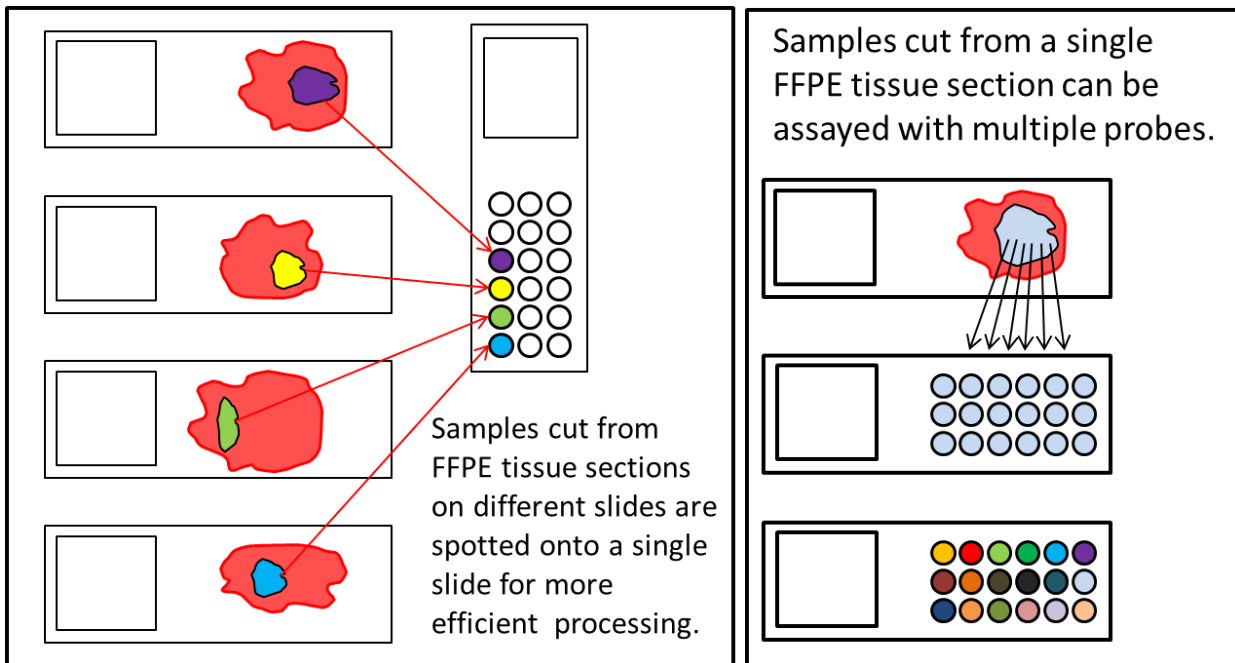 Samples cut from
FFPE tissue sections
on different slides are
spotted onto a single
slide for more
efficient processing.
Samples cut from a single
FFPE tissue section can be
assayed with multiple probes.